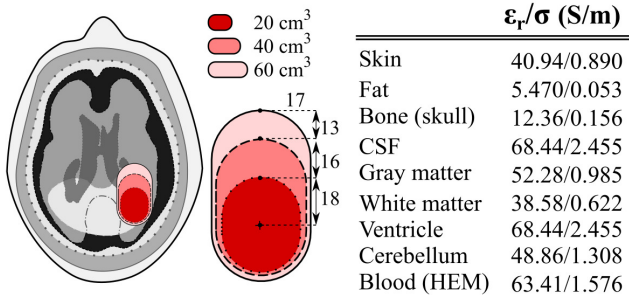 20 cm³
40 cm³
60 cm³
17
13
16
18
εᵣ/σ (S/m)
Skin 40.94/0.890
Fat 5.470/0.053
Bone (skull) 12.36/0.156
CSF 68.44/2.455
Gray matter 52.28/0.985
White matter 38.58/0.622
Ventricle 68.44/2.455
Cerebellum 48.86/1.308
Blood (HEM) 63.41/1.576